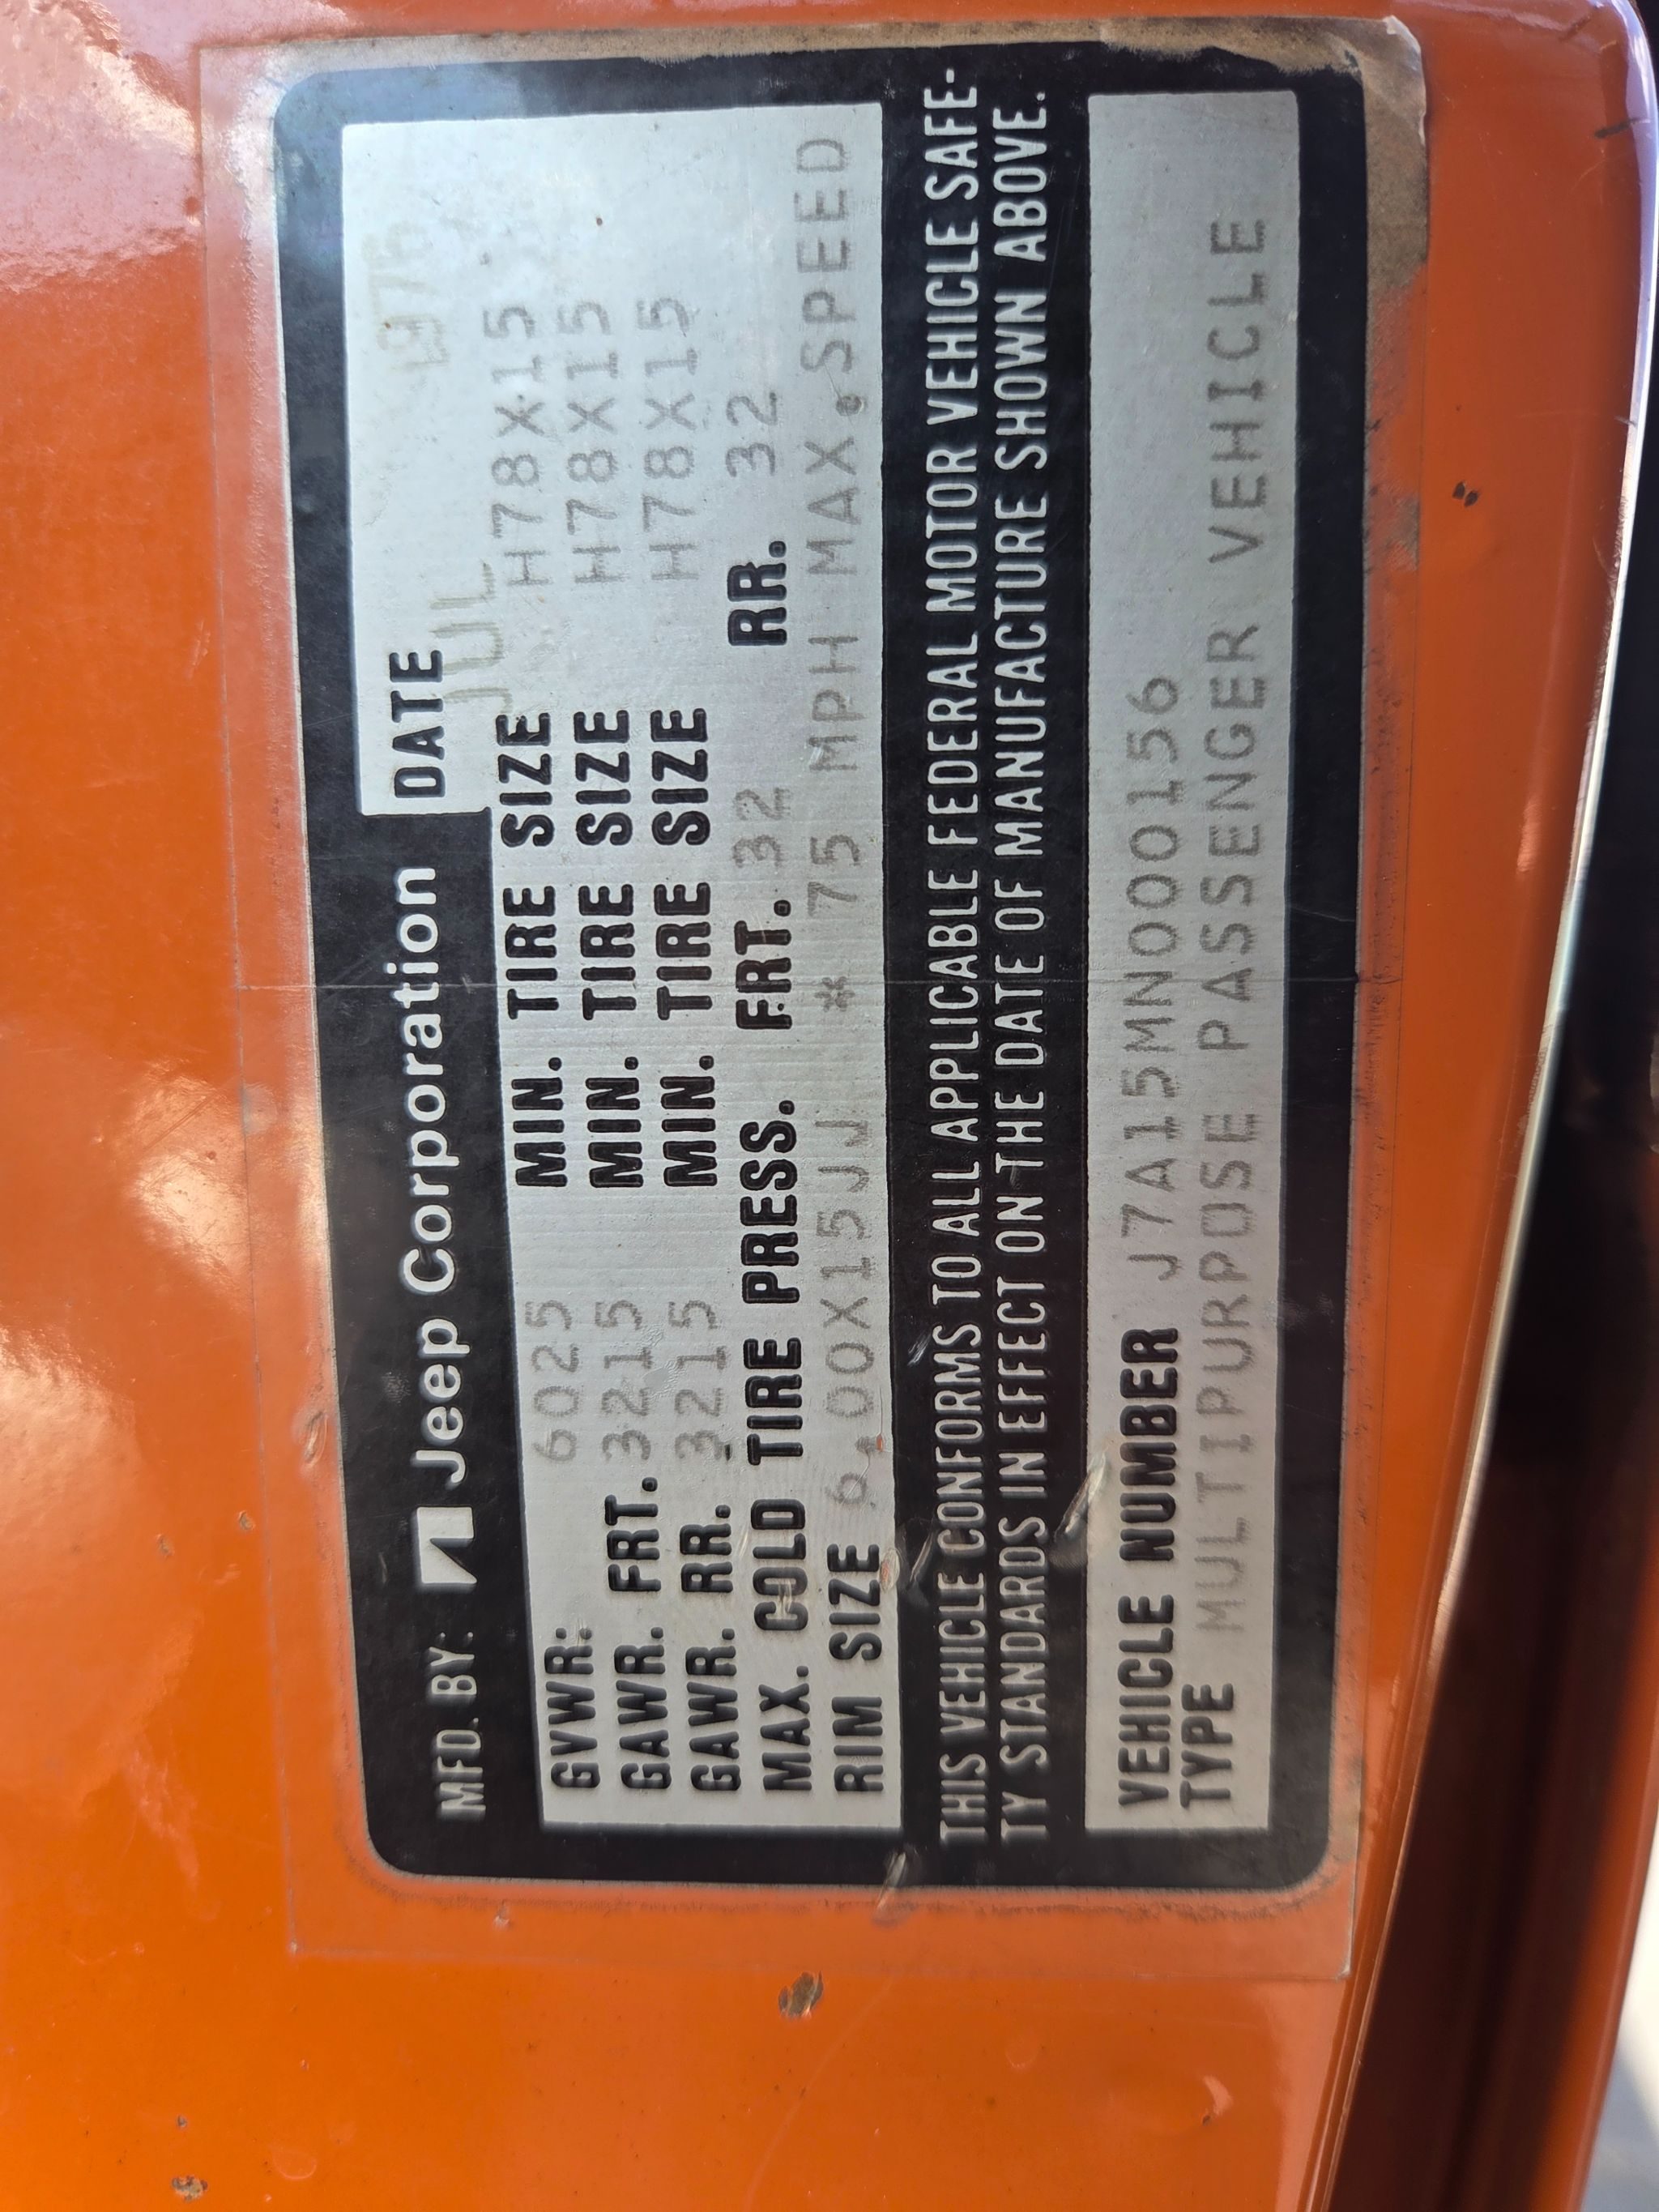 MFD. BY: Jeep Corporation DATE
JUL 1976
GVWR: 6025 MIN. TIRE SIZE H78X15
GAWR. FRT. 3215 MIN. TIRE SIZE H78X15
GAWR. RR. 3215 MIN. TIRE SIZE H78X15
MAX. COLD TIRE PRESS. FRT. 32 RR. 32
RIM SIZE 6.00X15JJ * 75 MPH MAX.SPEED
THIS VEHICLE CONFORMS TO ALL APPLICABLE FEDERAL MOTOR VEHICLE SAFE-
TY STANDARDS IN EFFECT ON THE DATE OF MANUFACTURE SHOWN ABOVE.
VEHICLE NUMBER J7A15MN000156
TYPE MULTIPURPOSE PASSENGER VEHICLE